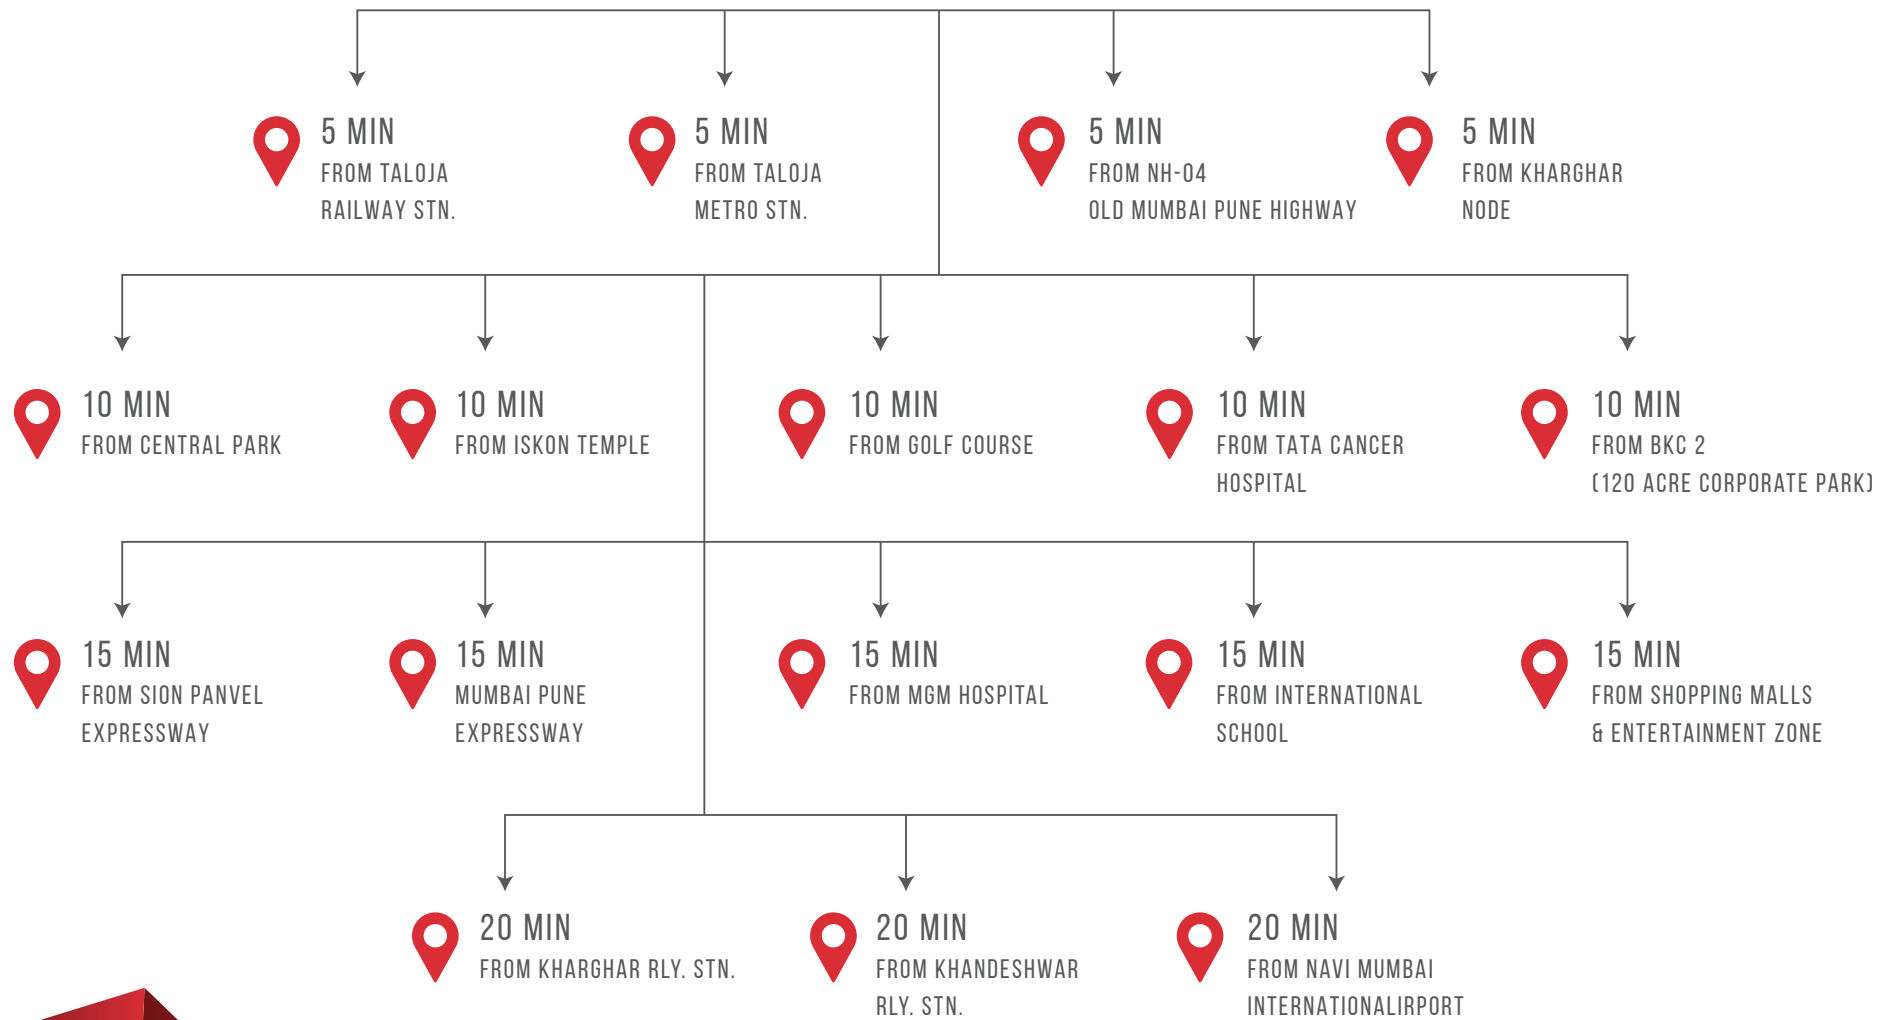 5 MIN
FROM TALOJA
RAILWAY STN.
5 MIN
FROM TALOJA
METRO STN.
5 MIN
FROM NH-04
OLD MUMBAI PUNE HIGHWAY
5 MIN
FROM KHARGHAR
NODE
10 MIN
FROM CENTRAL PARK
10 MIN
FROM ISKON TEMPLE
10 MIN
FROM GOLF COURSE
10 MIN
FROM TATA CANCER
HOSPITAL
10 MIN
FROM BKC 2
(120 ACRE CORPORATE PARK)
15 MIN
FROM SION PANVEL
EXPRESSWAY
15 MIN
MUMBAI PUNE
EXPRESSWAY
15 MIN
FROM MGM HOSPITAL
15 MIN
FROM INTERNATIONAL
SCHOOL
15 MIN
FROM SHOPPING MALLS
& ENTERTAINMENT ZONE
20 MIN
FROM KHARGHAR RLY. STN.
20 MIN
FROM KHANDESHWAR
RLY. STN.
20 MIN
FROM NAVI MUMBAI
INTERNATIONALIRPORT